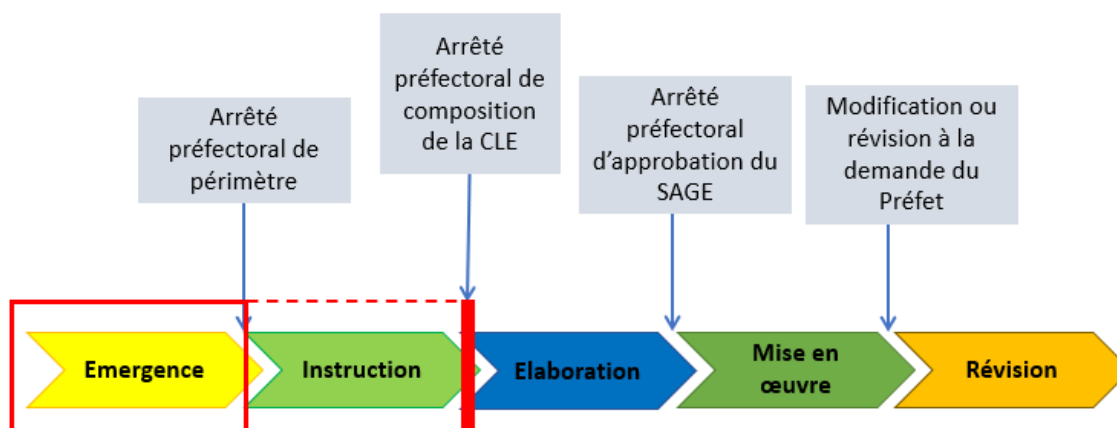 Arrêté
préfectoral de
périmètre
Arrêté
préfectoral de
composition
de la CLE
Arrêté
préfectoral
d’approbation du
SAGE
Modification ou
révision à la
demande du
Préfet
Emergence
Instruction
Elaboration
Mise en
œuvre
Révision